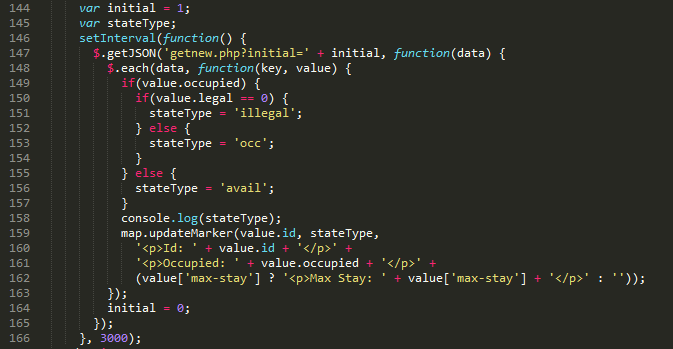 144 var initial = 1;
145 var stateType;
146 setInterval(function() {
147 $.getJSON('getnew.php?initial=' + initial, function(data) {
148 $.each(data, function(key, value) {
149 if(value.occupied) {
150 if(value.legal == 0) {
151 stateType = 'illegal';
152 } else {
153 stateType = 'occ';
154 }
155 } else {
156 stateType = 'avail';
157 }
158 console.log(stateType);
159 map.updateMarker(value.id, stateType,
160 '<p>Id: ' + value.id + '</p>' +
161 '<p>Occupied: ' + value.occupied + '</p>' +
162 (value['max-stay'] ? '<p>Max Stay: ' + value['max-stay'] + '</p>' : ''));
163 });
164 initial = 0;
165 });
166 }, 3000);